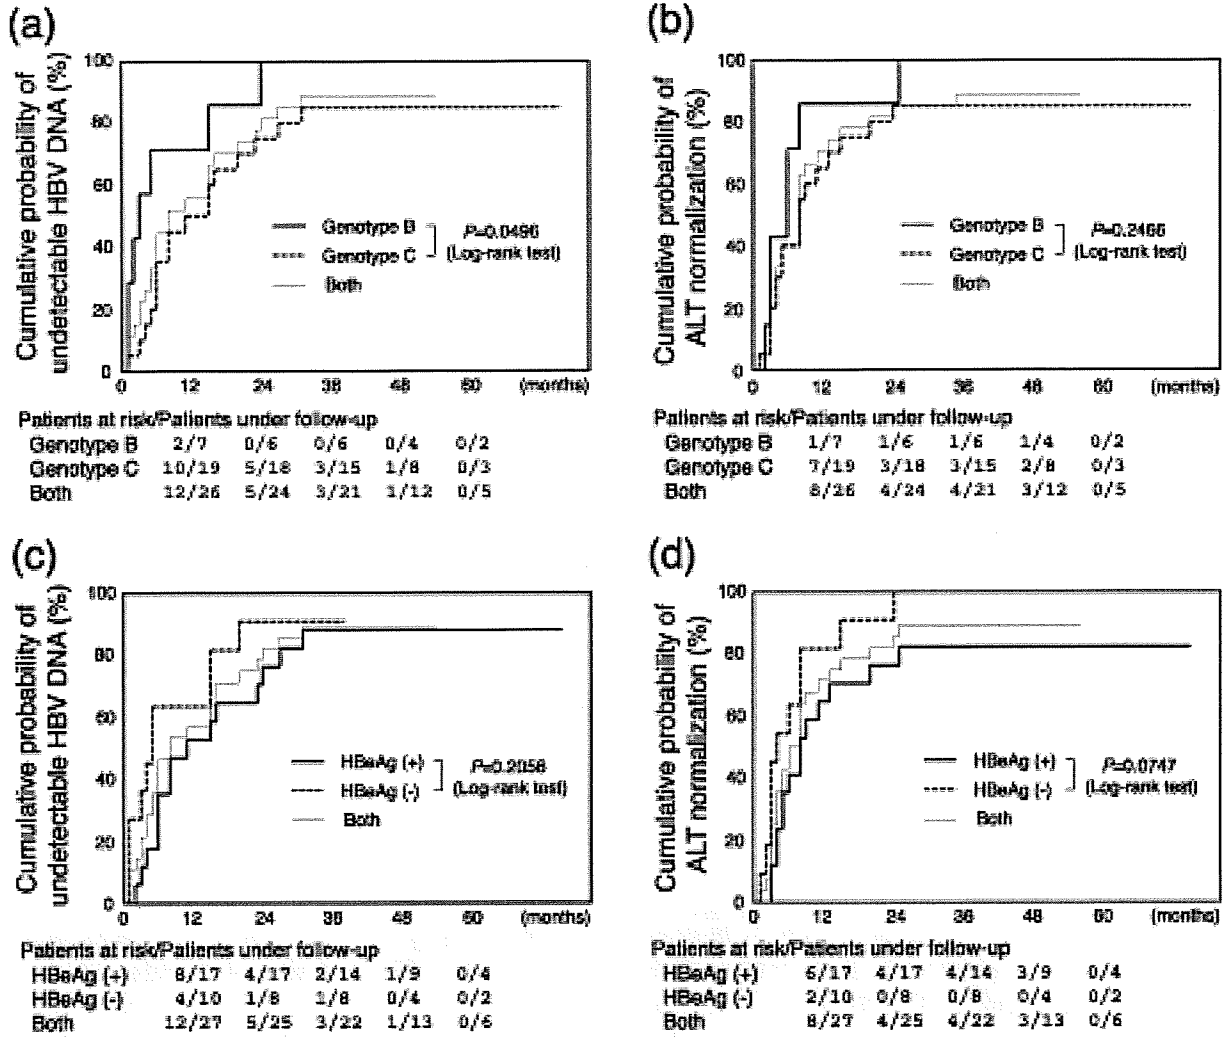 (a)
Cumulative probability of
undetectable HBV DNA (%)
100
80
60
40
20
0
Genotype B
Genotype C
Both
P=0.0496
(Log-rank test)
0 12 24 36 48 60 (months)
Patients at risk/Patients under follow-up
Genotype B 2/7 0/6 0/6 0/4 0/2
Genotype C 10/19 5/18 3/15 1/8 0/3
Both 12/26 5/24 3/21 1/12 0/5
(b)
Cumulative probability of
ALT normalization (%)
100
80
60
40
20
0
Genotype B
Genotype C
Both
P=0.2466
(Log-rank test)
0 12 24 36 48 60 (months)
Patients at risk/Patients under follow-up
Genotype B 1/7 1/6 1/6 1/4 0/2
Genotype C 7/19 3/18 3/15 2/8 0/3
Both 8/26 4/24 4/21 3/12 0/5
(c)
Cumulative probability of
undetectable HBV DNA (%)
100
80
60
40
20
0
HBeAg (+)
HBeAg (-)
Both
P=0.2056
(Log-rank test)
0 12 24 36 48 60 (months)
Patients at risk/Patients under follow-up
HBeAg (+) 8/17 4/17 2/14 1/9 0/4
HBeAg (-) 4/10 1/8 1/8 0/4 0/2
Both 12/27 5/25 3/22 1/13 0/6
(d)
Cumulative probability of
ALT normalization (%)
100
80
60
40
20
0
HBeAg (+)
HBeAg (-)
Both
P=0.0747
(Log-rank test)
0 12 24 36 60 (months)
Patients at risk/Patients under follow-up
HBeAg (+) 6/17 4/17 4/14 3/9 0/4
HBeAg (-) 2/10 0/8 0/8 0/4 0/2
Both 8/27 4/25 4/22 3/13 0/6